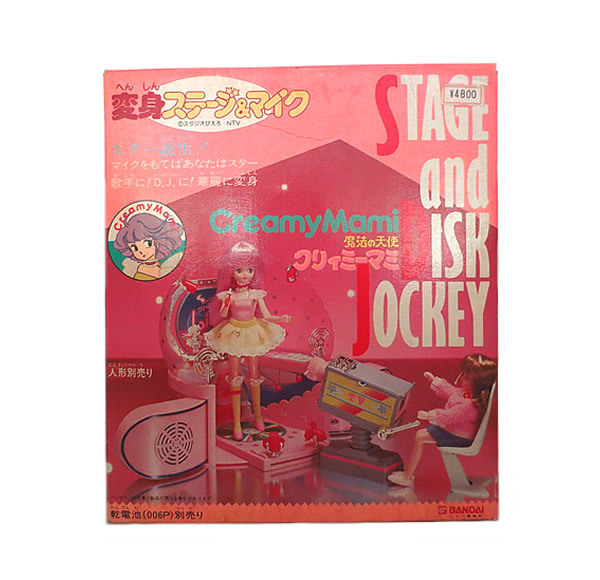 へん しん
変身ステージ&マイク
©スタジオぴえろ・NTV
¥4800
STAGE
and
DISK
JOCKEY
スター誕生!
マイクをもてばあなたはスター
歌手に!D.J.に!華麗に変身
CreamyMami
CreamyMami
魔法の天使
クリィミーマミ
人形別売り
D.J
乾電池(006P)別売り
BANDAI